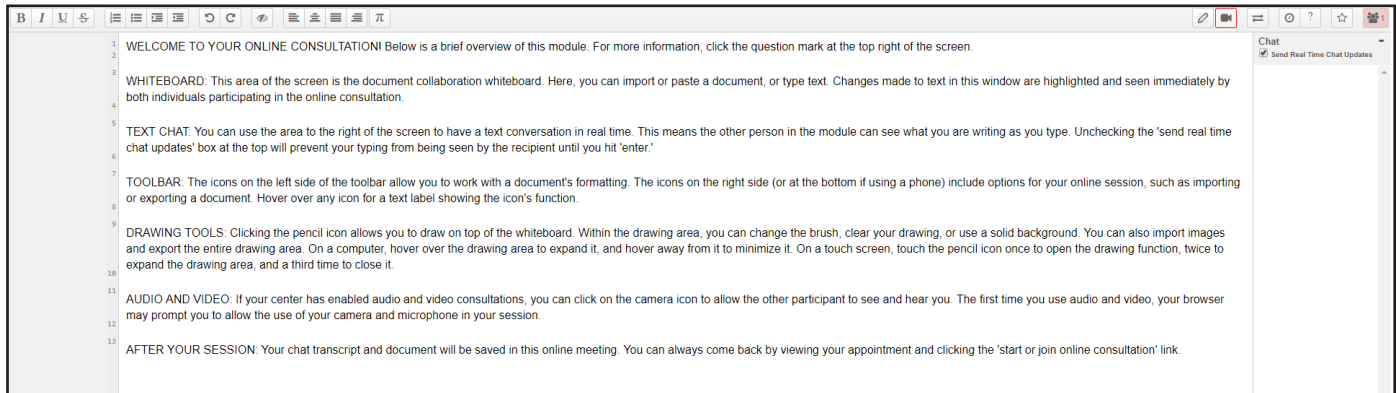 B I U S π ? 1
Chat -
Send Real Time Chat Updates
1 WELCOME TO YOUR ONLINE CONSULTATION! Below is a brief overview of this module. For more information, click the question mark at the top right of the screen.
2
3 WHITEBOARD: This area of the screen is the document collaboration whiteboard. Here, you can import or paste a document, or type text. Changes made to text in this window are highlighted and seen immediately by
both individuals participating in the online consultation.
4
5 TEXT CHAT: You can use the area to the right of the screen to have a text conversation in real time. This means the other person in the module can see what you are writing as you type. Unchecking the 'send real time
chat updates' box at the top will prevent your typing from being seen by the recipient until you hit 'enter.'
6
7 TOOLBAR: The icons on the left side of the toolbar allow you to work with a document's formatting. The icons on the right side (or at the bottom if using a phone) include options for your online session, such as importing
or exporting a document. Hover over any icon for a text label showing the icon's function.
8
9 DRAWING TOOLS: Clicking the pencil icon allows you to draw on top of the whiteboard. Within the drawing area, you can change the brush, clear your drawing, or use a solid background. You can also import images
and export the entire drawing area. On a computer, hover over the drawing area to expand it, and hover away from it to minimize it. On a touch screen, touch the pencil icon once to open the drawing function, twice to
expand the drawing area, and a third time to close it.
10
11 AUDIO AND VIDEO: If your center has enabled audio and video consultations, you can click on the camera icon to allow the other participant to see and hear you. The first time you use audio and video, your browser
may prompt you to allow the use of your camera and microphone in your session.
12
13 AFTER YOUR SESSION: Your chat transcript and document will be saved in this online meeting. You can always come back by viewing your appointment and clicking the 'start or join online consultation' link.